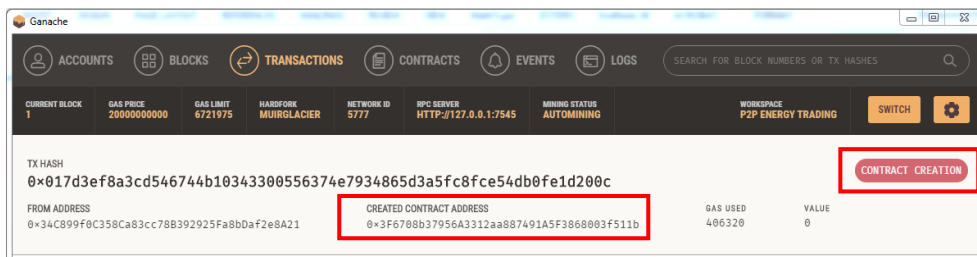 Ganache
ACCOUNTS BLOCKS TRANSACTIONS CONTRACTS EVENTS LOGS SEARCH FOR BLOCK NUMBERS OR TX HASHES
CURRENT BLOCK GAS PRICE GAS LIMIT HARDFORK NETWORK ID RPC SERVER MINING STATUS WORKSPACE
1 20000000000 6721975 MUIRGLACIER 5777 HTTP://127.0.0.1:7545 AUTOMINING P2P ENERGY TRADING SWITCH
TX HASH
0×017d3ef8a3cd546744b10343300556374e7934865d3a5fc8fce54db0fe1d200c
CONTRACT CREATION
FROM ADDRESS CREATED CONTRACT ADDRESS GAS USED VALUE
0×34C899f0C358Ca83cc78B392925Fa8bDaf2e8A21 0×3F6708b37956A3312aa887491A5F3868003f511b 406320 0